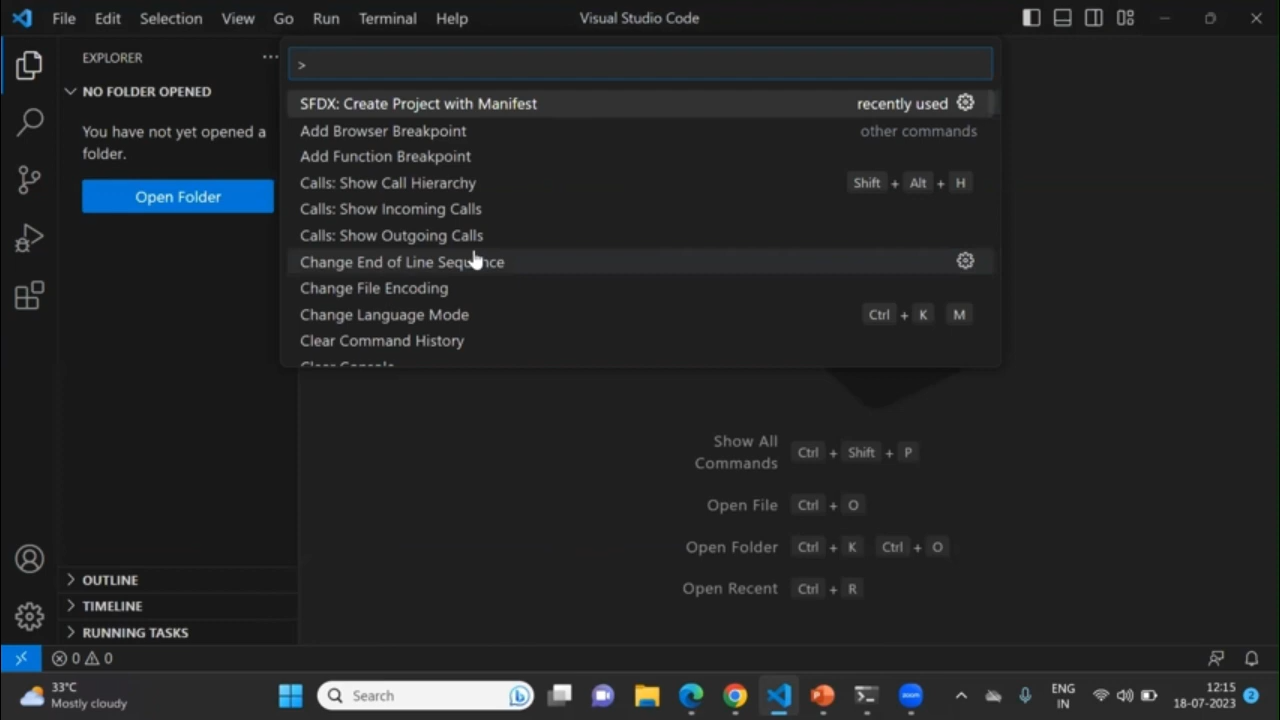 File Edit Selection View Go Run Terminal Help Visual Studio Code
EXPLORER
NO FOLDER OPENED
You have not yet opened a
folder.
Open Folder
>
SFDX: Create Project with Manifest recently used
Add Browser Breakpoint other commands
Add Function Breakpoint
Calls: Show Call Hierarchy Shift + Alt + H
Calls: Show Incoming Calls
Calls: Show Outgoing Calls
Change End of Line Sequence
Change File Encoding
Change Language Mode Ctrl + K M
Clear Command History
Clear Console
Show All
Commands Ctrl + Shift + P
Open File Ctrl + O
Open Folder Ctrl + K Ctrl + O
Open Recent Ctrl + R
OUTLINE
TIMELINE
RUNNING TASKS
0 0
33°C
Mostly cloudy
Search
zoom
ENG
IN
12:15
18-07-2023
2